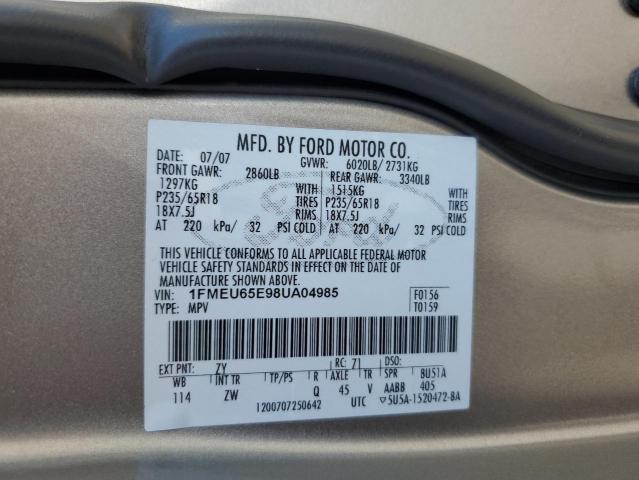 MFD. BY FORD MOTOR CO.
DATE: 07/07 GVWR: 6020LB/ 2731KG
FRONT GAWR: 2860LB REAR GAWR: 3340LB
1297KG WITH 1515KG WITH
P235/65R18 TIRES P235/65R18 TIRES
18X7.5J RIMS 18X7.5J RIMS
AT 220 kPa/ 32 PSI COLD AT 220 kPa/ 32 PSI COLD
Ford
THIS VEHICLE CONFORMS TO ALL APPLICABLE FEDERAL MOTOR
VEHICLE SAFETY STANDARDS IN EFFECT ON THE DATE OF
MANUFACTURE SHOWN ABOVE.
VIN: 1FMEU65E98UA04985 F0156
TYPE: MPV T0159
EXT PNT: ZY RC: 71 DSO:
WB INT TR TP/PS R AXLE TR SPR BU51A
114 ZW Q 45 V AABB 405
1200707250642 UTC ▽5U5A-1520472-BA